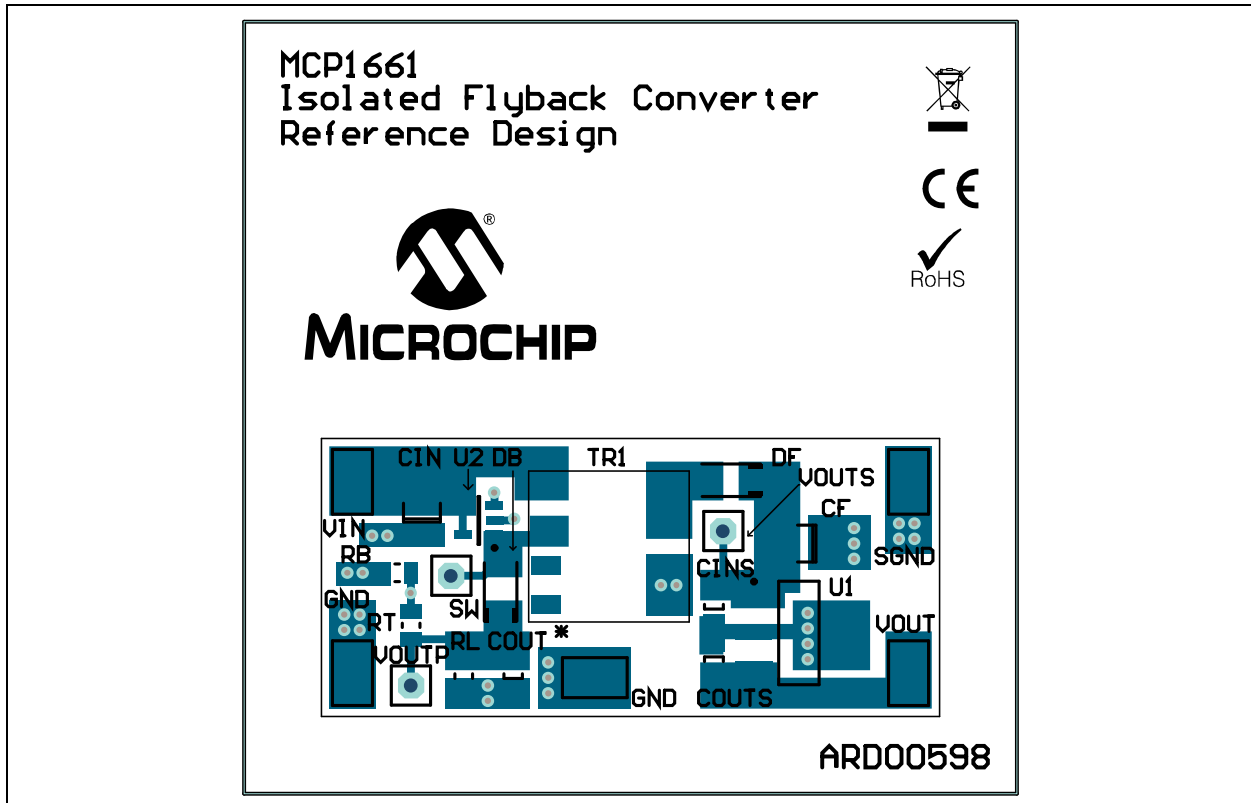 MCP1661
Isolated Flyback Converter
Reference Design
CE
RoHS
®
MICROCHIP
CIN U2 DB TR1 DF
VOUTS
CF
VIN
RB
CINS
SGND
GND
SW
U1
RT
RL COUT *
VOUT
VOUTP
GND COUTS
ARD00598